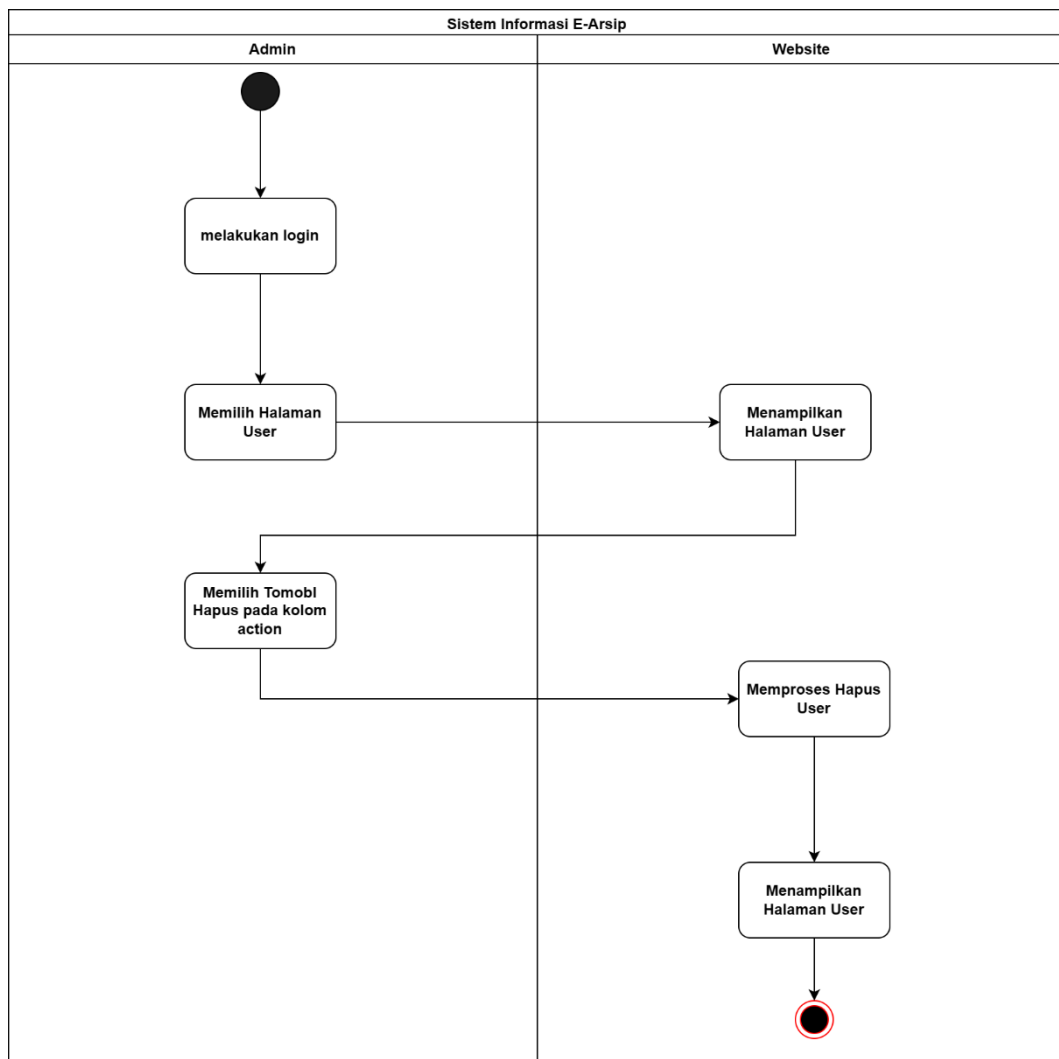 Sistem Informasi E-Arsip
Admin
Website
melakukan login
Memilih Halaman
User
Menampilkan
Halaman User
Memilih Tomobl
Hapus pada kolom
action
Memproses Hapus
User
Menampilkan
Halaman User